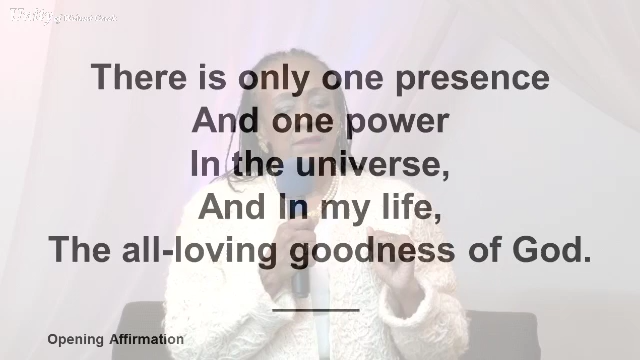 Unity
There is only one presence
And one power
In the universe,
And in my life,
The all-loving goodness of God.
Opening Affirmation